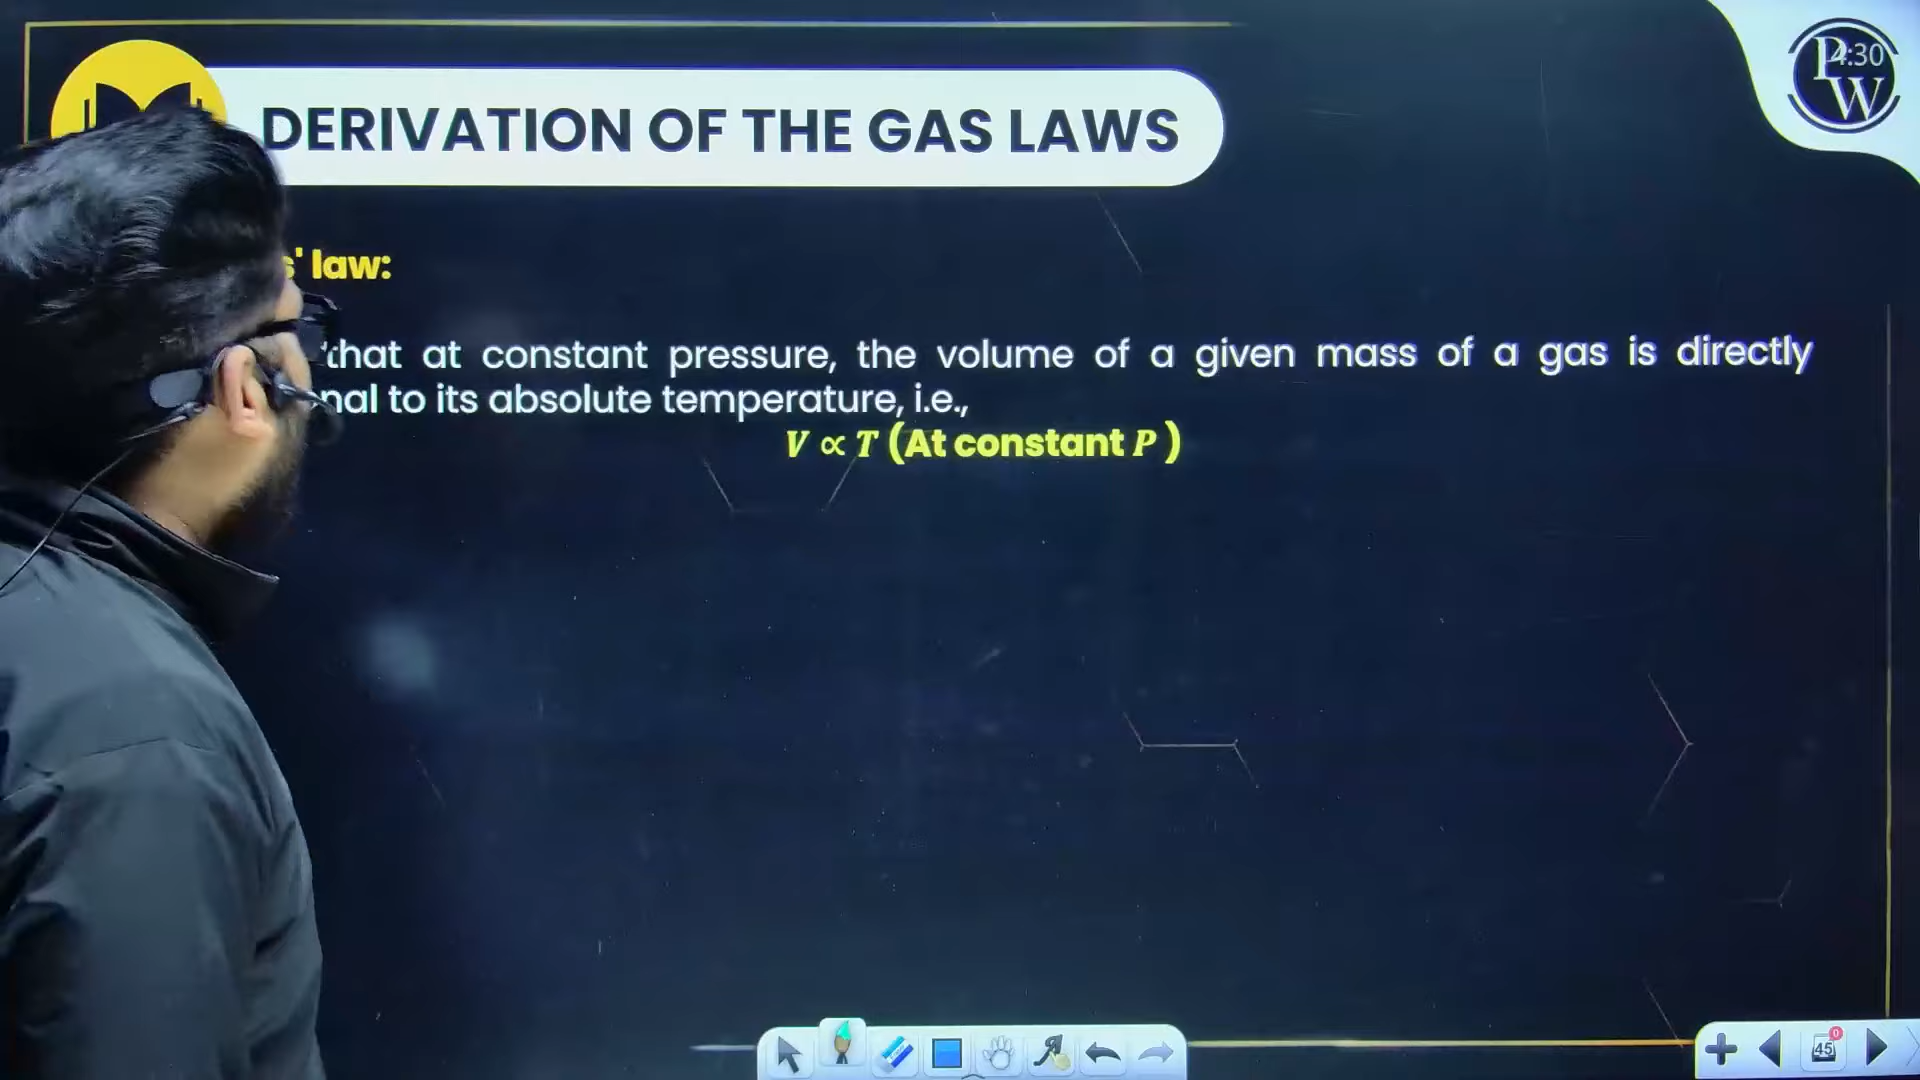 DERIVATION OF THE GAS LAWS
PW
4:30
s' law:
that at constant pressure, the volume of a given mass of a gas is directly
nal to its absolute temperature, i.e.,
V ∝ T (At constant P )
45
0